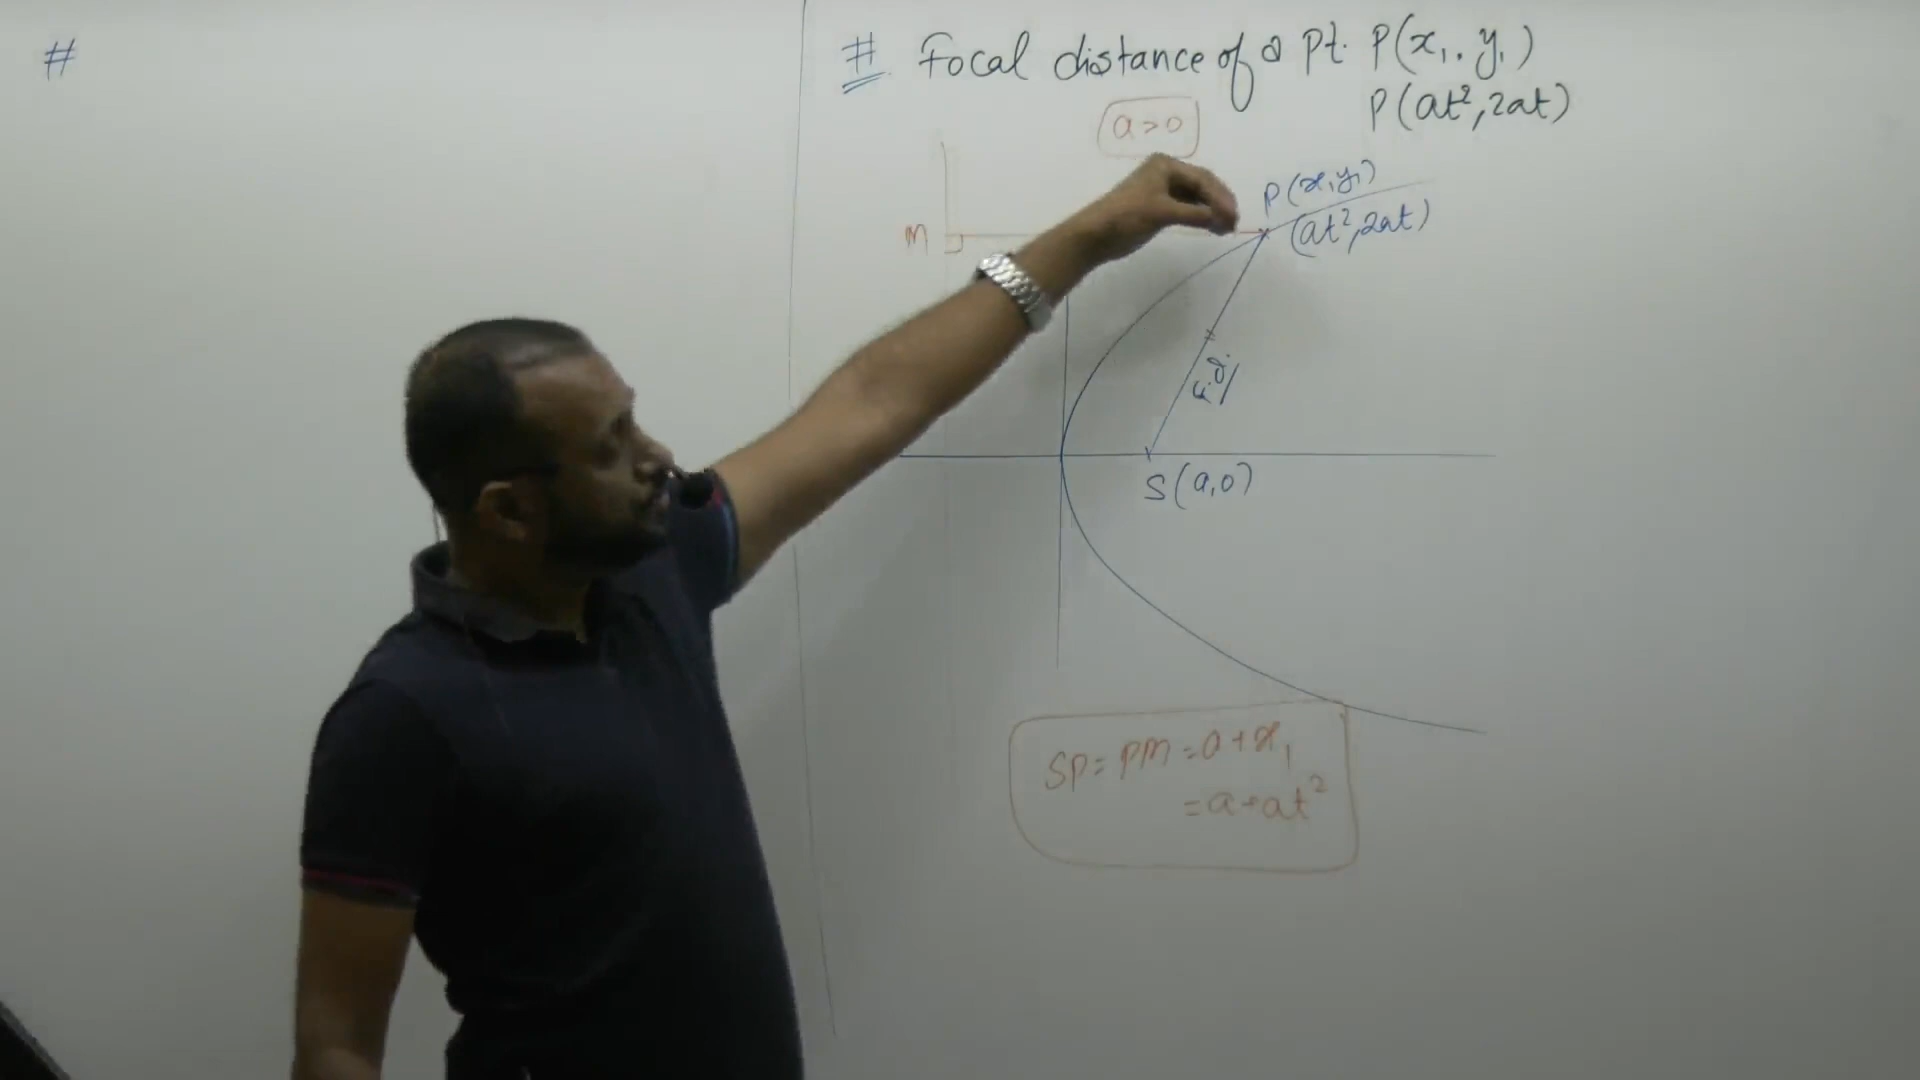 #
# Focal distance of a pt. P(x₁, y₁)
P(at², 2at)
a>0
P(x₁, y₁)
(at², 2at)
M
f.d
S(a,0)
SP = PM = a+x₁
= a+at²